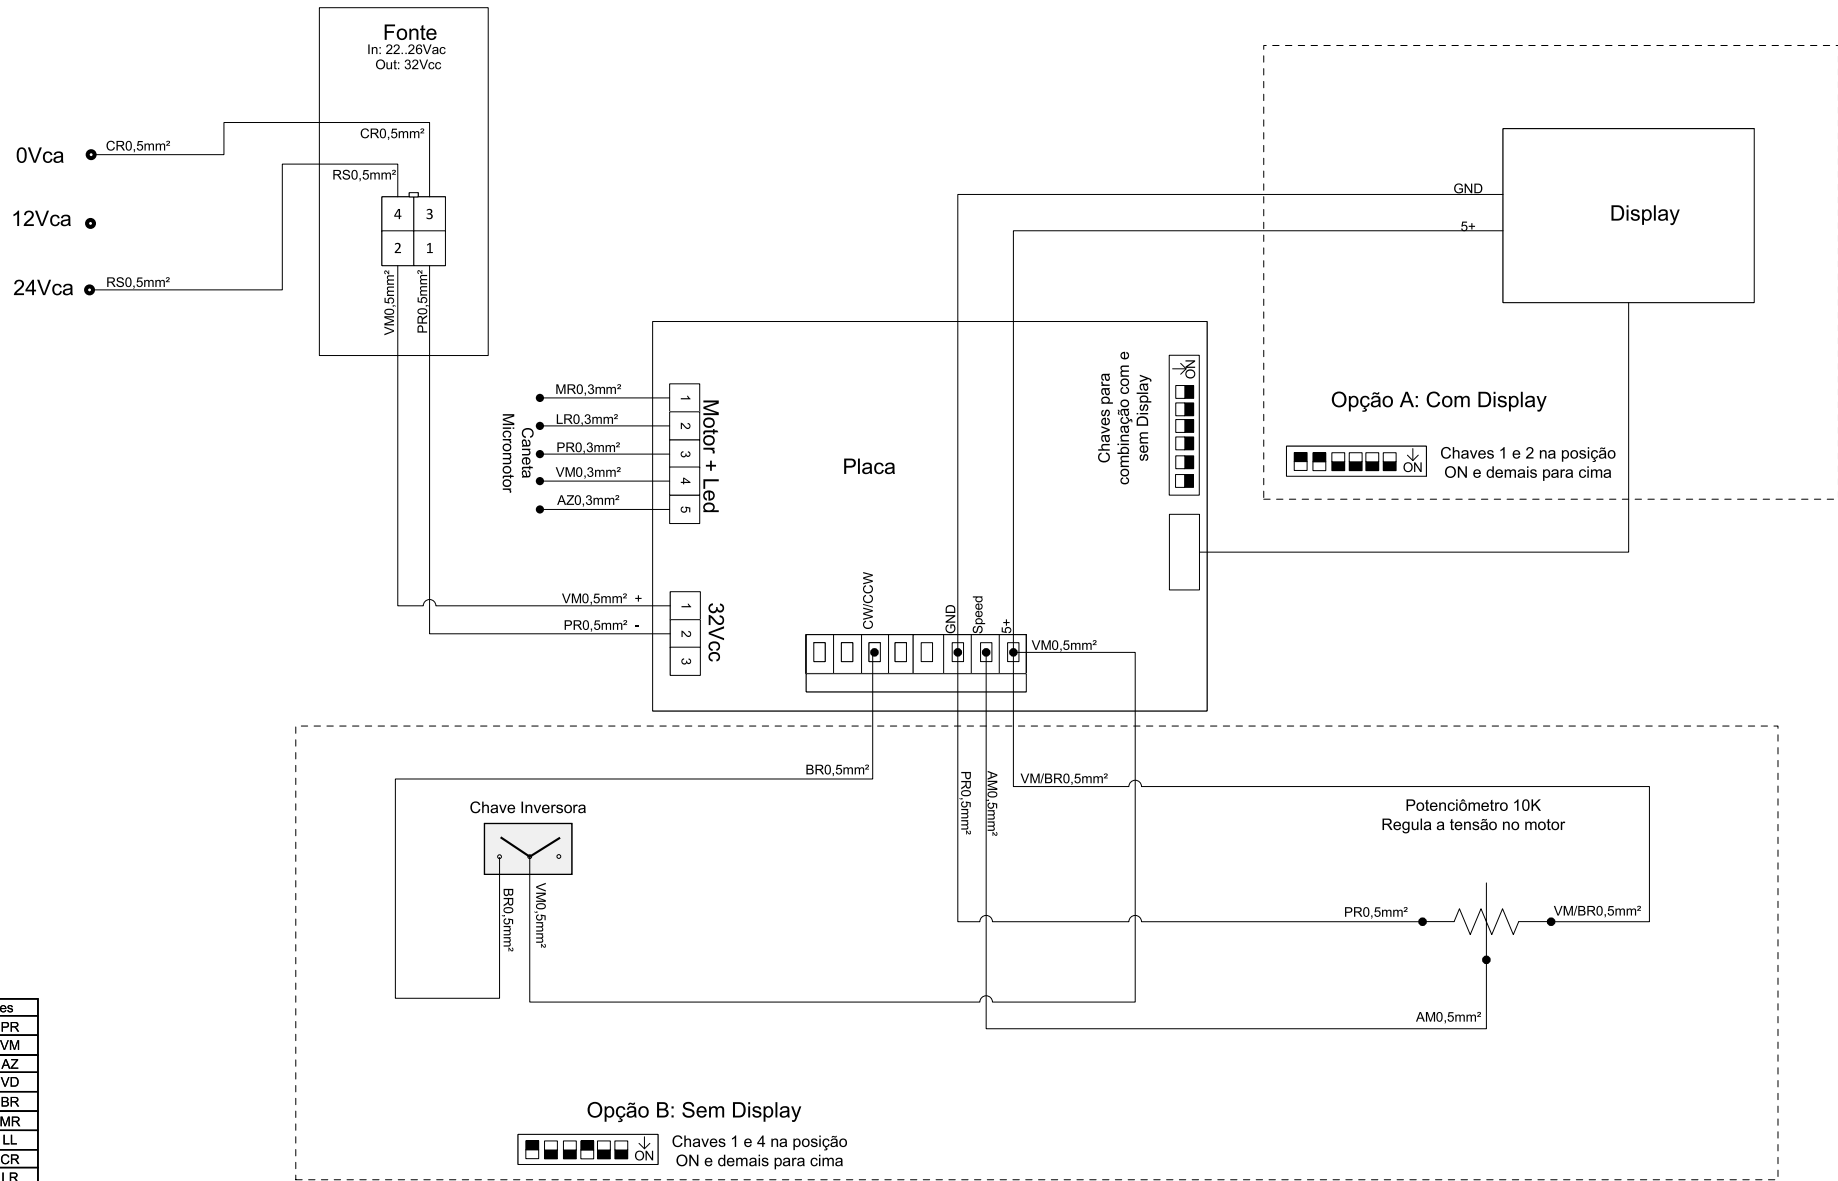 Fonte
In: 22..26Vac
Out: 32Vcc
CR0,5mm²
0Vca
CR0,5mm²
RS0,5mm²
4
3
2
1
12Vca
24Vca
RS0,5mm²
VM0,5mm²
PR0,5mm²
GND
5+
Display
Opção A: Com Display
ON
Chaves 1 e 2 na posição
ON e demais para cima
Chaves para
combinação com e
sem Display
ON
Placa
MR0,3mm²
LR0,3mm²
PR0,3mm²
VM0,3mm²
AZ0,3mm²
Caneta
Micromotor
1
2
3
4
5
Motor + Led
VM0,5mm² +
PR0,5mm² -
1
2
3
32Vcc
CW/CCW
GND
Speed
5+
VM0,5mm²
BR0,5mm²
PR0,5mm²
AM0,5mm²
VM/BR0,5mm²
Chave Inversora
BR0,5mm²
VM0,5mm²
Potenciômetro 10K
Regula a tensão no motor
PR0,5mm²
VM/BR0,5mm²
AM0,5mm²
Opção B: Sem Display
ON
Chaves 1 e 4 na posição
ON e demais para cima
es
PR
VM
AZ
VD
BR
MR
LL
CR
LR